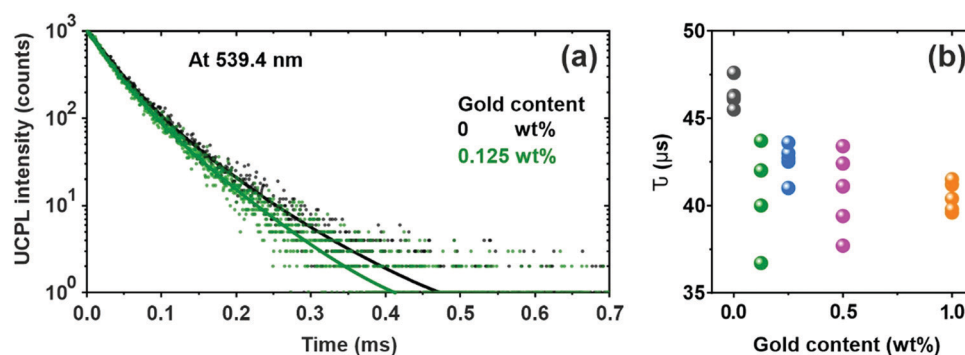 (a)
At 539.4 nm
Gold content
0 wt%
0.125 wt%
UCPL intensity (counts)
10³
10²
10¹
10⁰
0.0 0.1 0.2 0.3 0.4 0.5 0.6 0.7
Time (ms)
(b)
τ (µs)
50
45
40
35
0.0 0.5 1.0
Gold content (wt%)